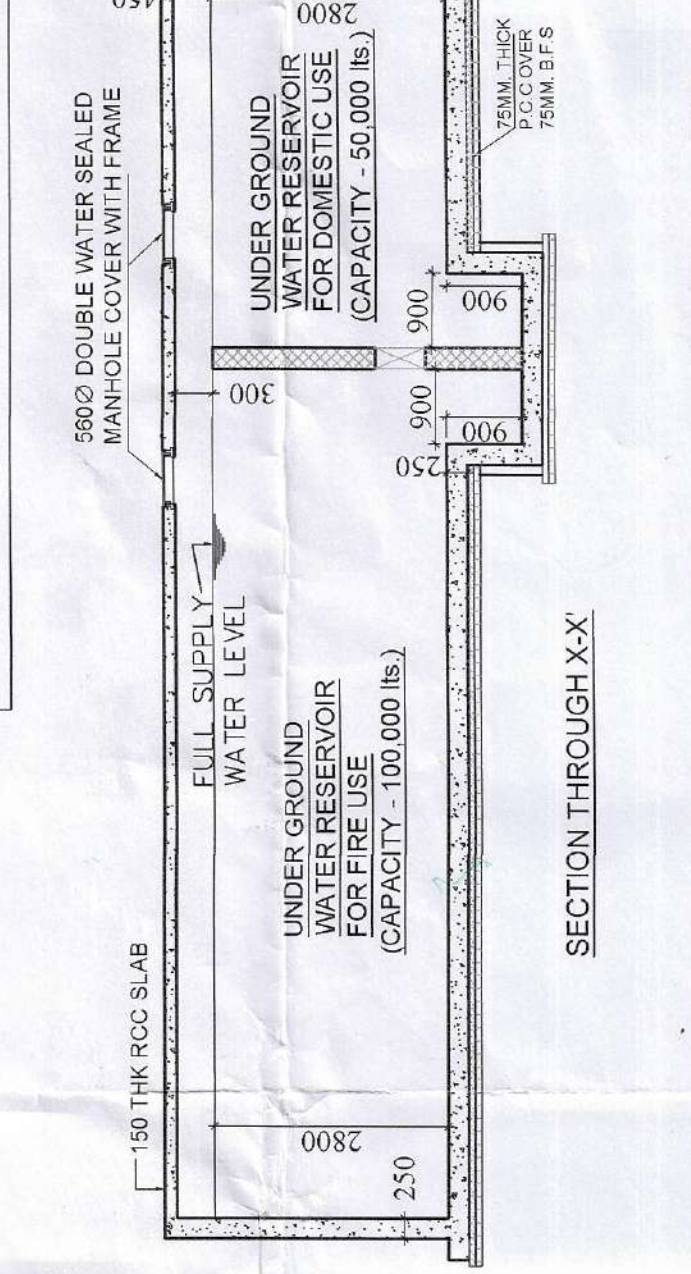 150 THK RCC SLAB
560Ø DOUBLE WATER SEALED
MANHOLE COVER WITH FRAME
450
FULL SUPPLY
WATER LEVEL
300
2800
UNDER GROUND
WATER RESERVOIR
FOR FIRE USE
(CAPACITY - 100,000 lts.)
UNDER GROUND
WATER RESERVOIR
FOR DOMESTIC USE
(CAPACITY - 50,000 lts.)
2800
250
250
900
900
900
900
75MM. THICK
P.C.C OVER
75MM. B.F.S
SECTION THROUGH X-X'